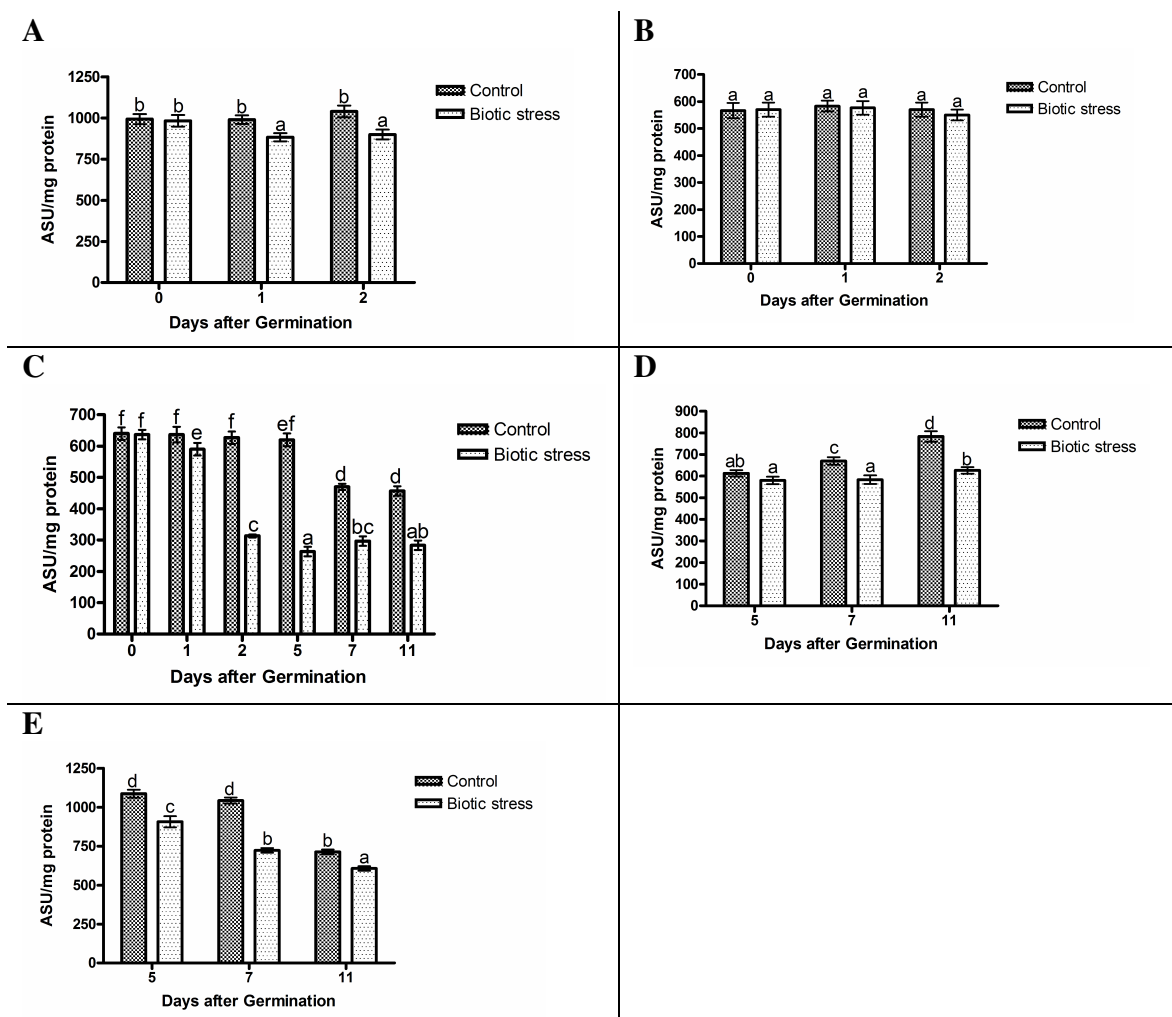 A
1250
1000
750
500
250
0
ASU/mg protein
b b b a b a
0 1 2
Days after Germination
Control
Biotic stress
B
700
600
500
400
300
200
100
0
ASU/mg protein
a a a a a a
0 1 2
Days after Germination
Control
Biotic stress
C
700
600
500
400
300
200
100
0
ASU/mg protein
f f f e f c ef a d bc d ab
0 1 2 5 7 11
Days after Germination
Control
Biotic stress
D
900
800
700
600
500
400
300
200
100
0
ASU/mg protein
ab a c a d b
5 7 11
Days after Germination
Control
Biotic stress
E
1250
1000
750
500
250
0
ASU/mg protein
d c d b b a
5 7 11
Days after Germination
Control
Biotic stress